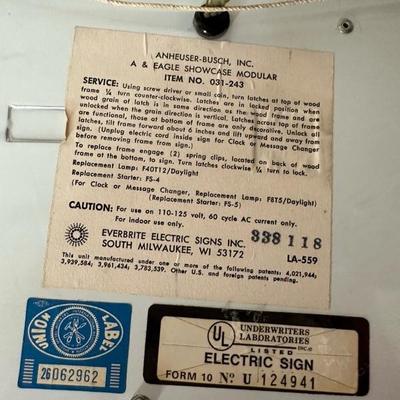 ANHEUSER-BUSCH, INC.
A & EAGLE SHOWCASE MODULAR
ITEM NO. 031-243
SERVICE: Using screw driver or small coin, turn latches at top of wood
frame ¼ turn counter-clockwise. Latches are in locked position when
wood grain of latch is in same direction as the wood frame and are
unlocked when the grain direction is vertical. Latches across top of frame
are functional, those at bottom of frame are only decorative. Unlock all
latches, tilt frame forward about 6 inches and lift upward and away from
sign. (Unplug electric cord inside sign for Clock or Message Changer
To replace frame engage (2) spring clips, located on back of wood
frame at the bottom, to sign. Turn latches clockwise ¼ turn to lock.
Replacement Lamp: F40T12/Daylight)
Replacement Starter: FS-4
(For Clock or Message Changer, Replacement Lamp: F8T5/Daylight)
(Replacement Starter: FS-5)
CAUTION: For use on 110-125 volt, 60 cycle AC current only.
For indoor use only.
EVERBRITE ELECTRIC SIGNS INC.
SOUTH MILWAUKEE, WI 53172
338 118
LA-559
This unit manufactured under one or more of the following patents: 4,021,944;
3,939,584; 3,961,434; 3,783,539. Other U.S. and foreign patents pending.
UNION LABEL
26062962
UL
UNDERWRITERS
LABORATORIES
INC.®
LISTED
ELECTRIC SIGN
FORM 10 No. U 124941